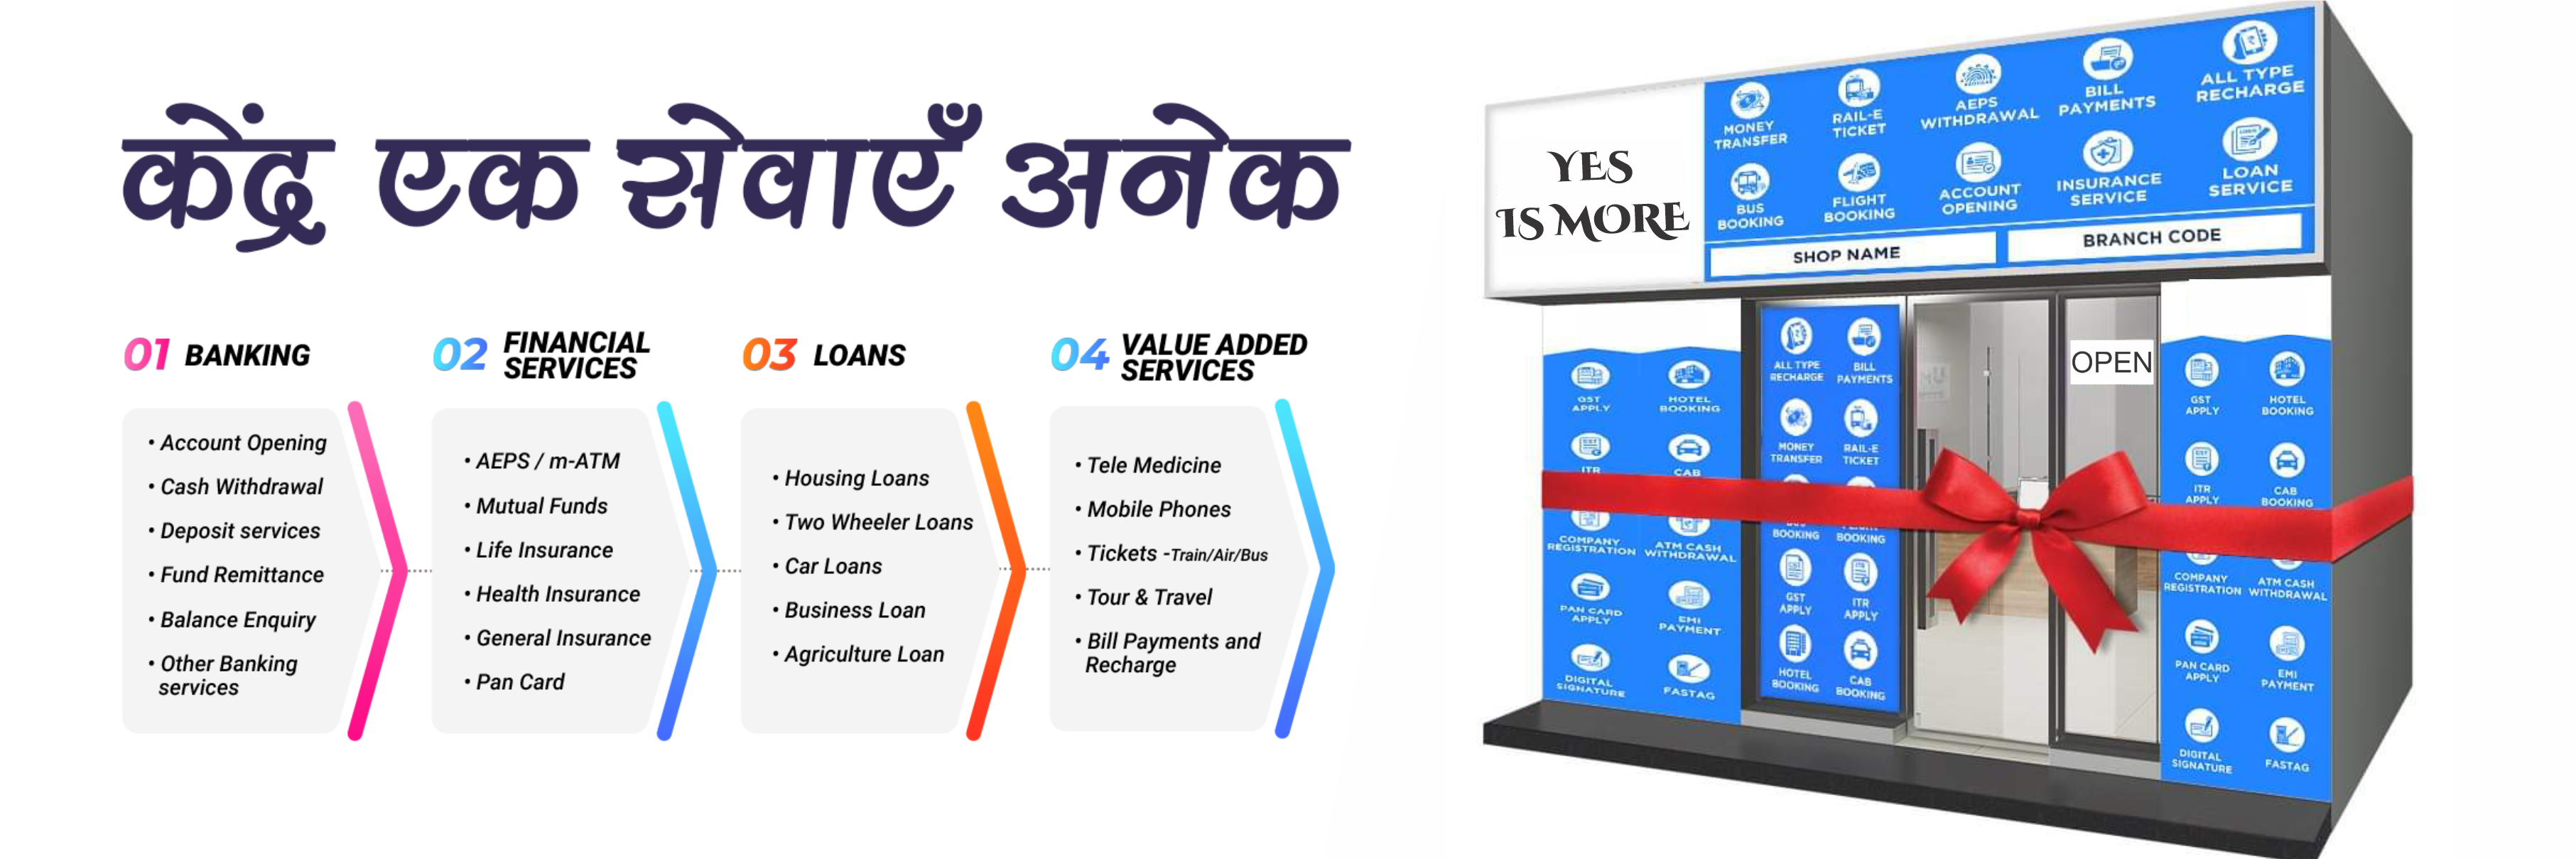 केंद्र एक सेवाएँ अनेक
01 BANKING
• Account Opening
• Cash Withdrawal
• Deposit services
• Fund Remittance
• Balance Enquiry
• Other Banking
services
02 FINANCIAL
SERVICES
• AEPS / m-ATM
• Mutual Funds
• Life Insurance
• Health Insurance
• General Insurance
• Pan Card
03 LOANS
• Housing Loans
• Two Wheeler Loans
• Car Loans
• Business Loan
• Agriculture Loan
04 VALUE ADDED
SERVICES
• Tele Medicine
• Mobile Phones
• Tickets -Train/Air/Bus
• Tour & Travel
• Bill Payments and
Recharge
YES
IS MORE
MONEY
TRANSFER
RAIL-E
TICKET
AEPS
WITHDRAWAL
BILL
PAYMENTS
ALL TYPE
RECHARGE
BUS
BOOKING
FLIGHT
BOOKING
ACCOUNT
OPENING
INSURANCE
SERVICE
LOAN
SERVICE
SHOP NAME
BRANCH CODE
GST
APPLY
HOTEL
BOOKING
ITR
CAB
COMPANY
REGISTRATION
ATM CASH
WITHDRAWAL
PAN CARD
APPLY
EMI
PAYMENT
DIGITAL
SIGNATURE
FASTAG
ALL TYPE
RECHARGE
BILL
PAYMENTS
MONEY
TRANSFER
RAIL-E
TICKET
BOOKING
BOOKING
GST
APPLY
ITR
APPLY
HOTEL
BOOKING
CAB
BOOKING
OPEN
GST
APPLY
HOTEL
BOOKING
ITR
APPLY
CAB
BOOKING
COMPANY
REGISTRATION
ATM CASH
WITHDRAWAL
PAN CARD
APPLY
EMI
PAYMENT
DIGITAL
SIGNATURE
FASTAG